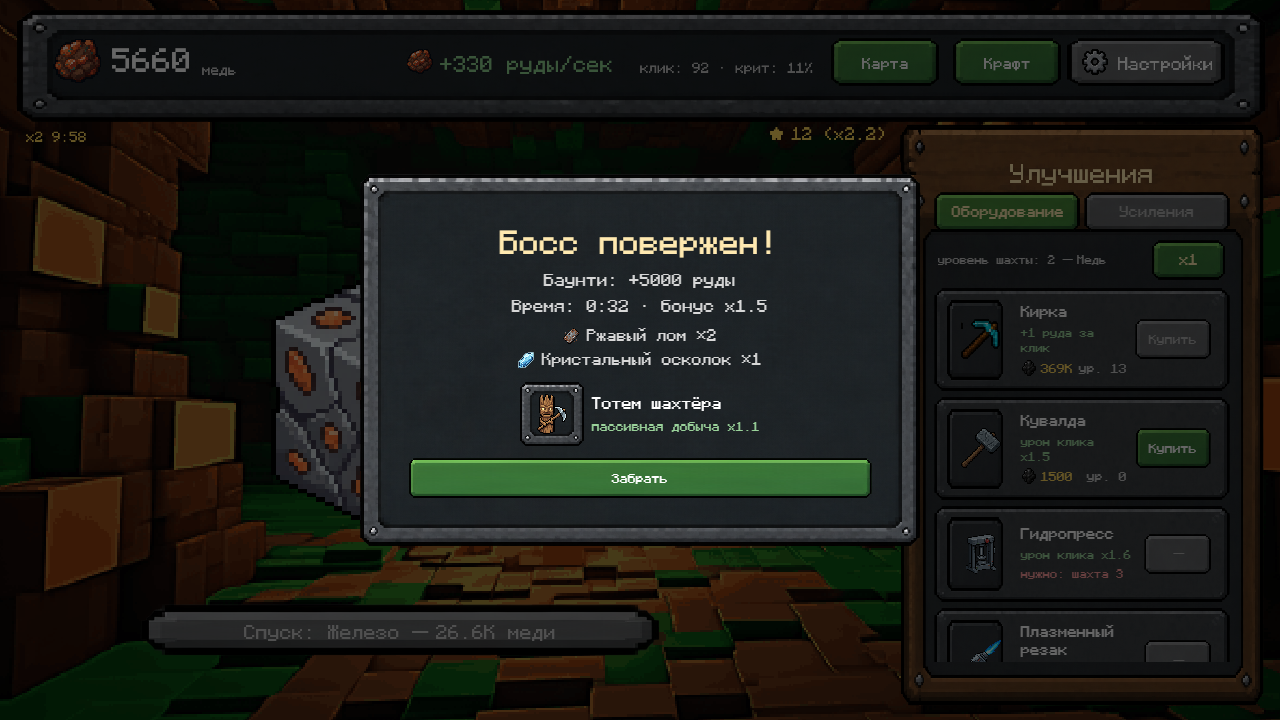 5660 медь
+330 руды/сек
клик: 92 · крит: 11%
Карта
Крафт
Настройки
x2 9:58
12 (x2.2)
Улучшения
Оборудование
Усиления
уровень шахты: 2 — Медь
x1
Кирка
+1 руда за
клик
369K ур. 13
Купить
Кувалда
урон клика
x1.5
1500 ур. 0
Купить
Гидропресс
урон клика x1.6
нужно: шахта 3
—
Плазменный
резак
—
Босс повержен!
Баунти: +5000 руды
Время: 0:32 · бонус x1.5
Ржавый лом ×2
Кристальный осколок ×1
Тотем шахтёра
пассивная добыча x1.1
Забрать
Спуск: Железо — 26.6K меди